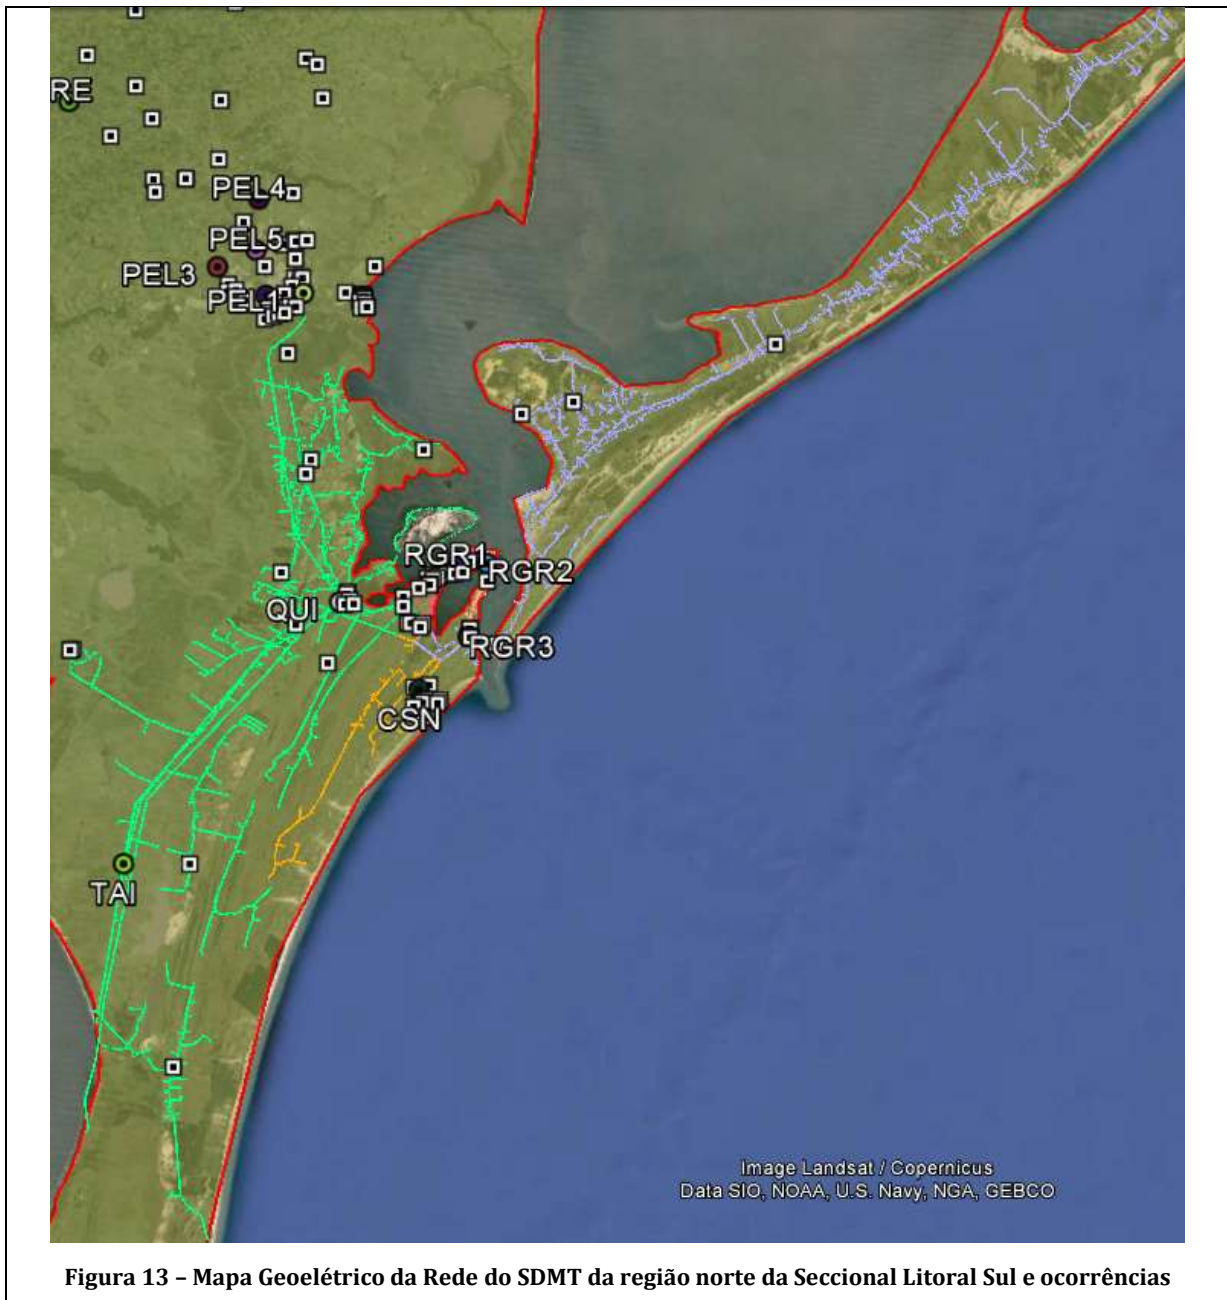 RE
PEL4
PEL5
PEL3
PEL1
RGR1
RGR2
QUI
RGR3
CSN
TAI
Image Landsat / Copernicus
Data SIO, NOAA, U.S. Navy, NGA, GEBCO
Figura 13 – Mapa Geoelétrico da Rede do SDMT da região norte da Seccional Litoral Sul e ocorrências